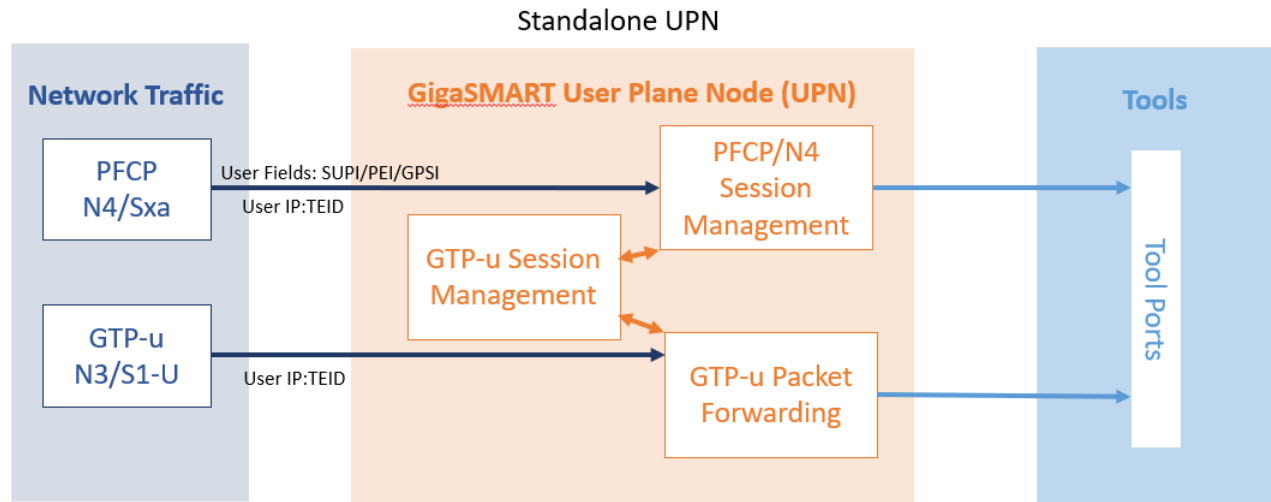 Standalone UPN
Network Traffic
PFCP
N4/Sxa
GTP-u
N3/S1-U
User Fields: SUPI/PEI/GPSI
User IP:TEID
User IP:TEID
GigaSMART User Plane Node (UPN)
PFCP/N4
Session
Management
GTP-u Session
Management
GTP-u Packet
Forwarding
Tools
Tool Ports